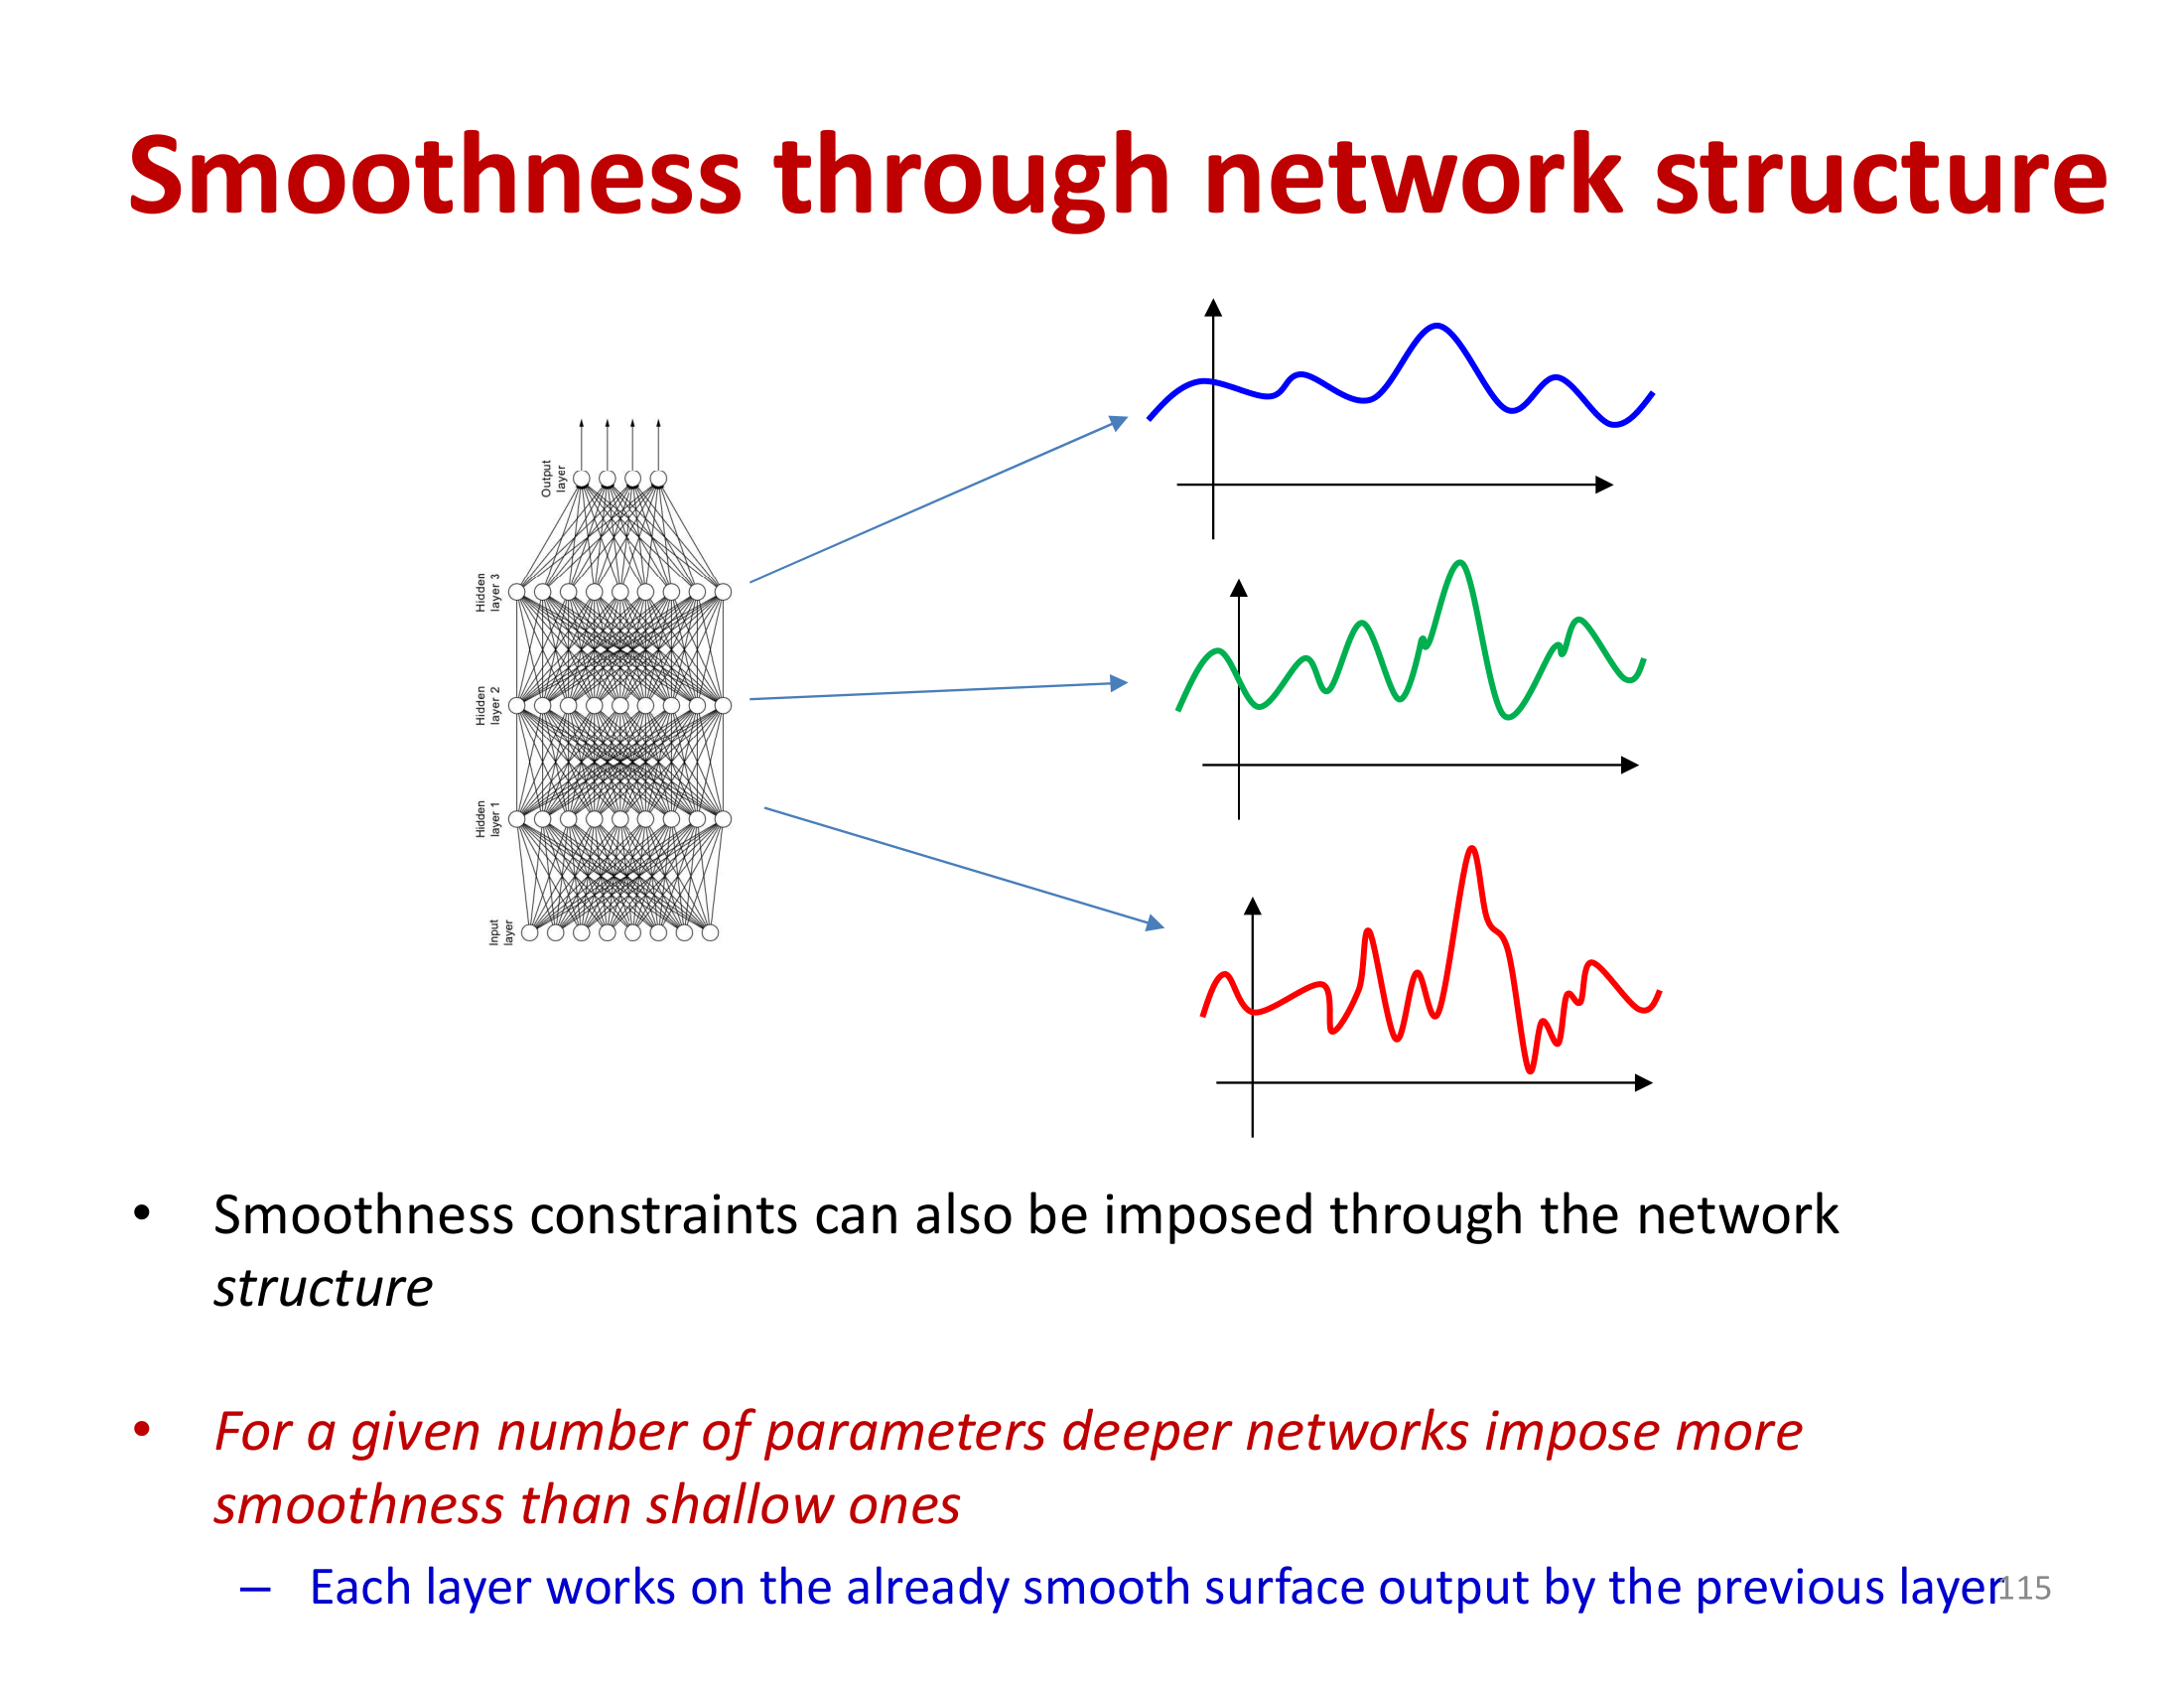 Smoothness through network structure
Output
layer
Hidden
layer 3
Hidden
layer 2
Hidden
layer 1
Input
layer
• Smoothness constraints can also be imposed through the network
structure
• For a given number of parameters deeper networks impose more
smoothness than shallow ones
– Each layer works on the already smooth surface output by the previous layer
115